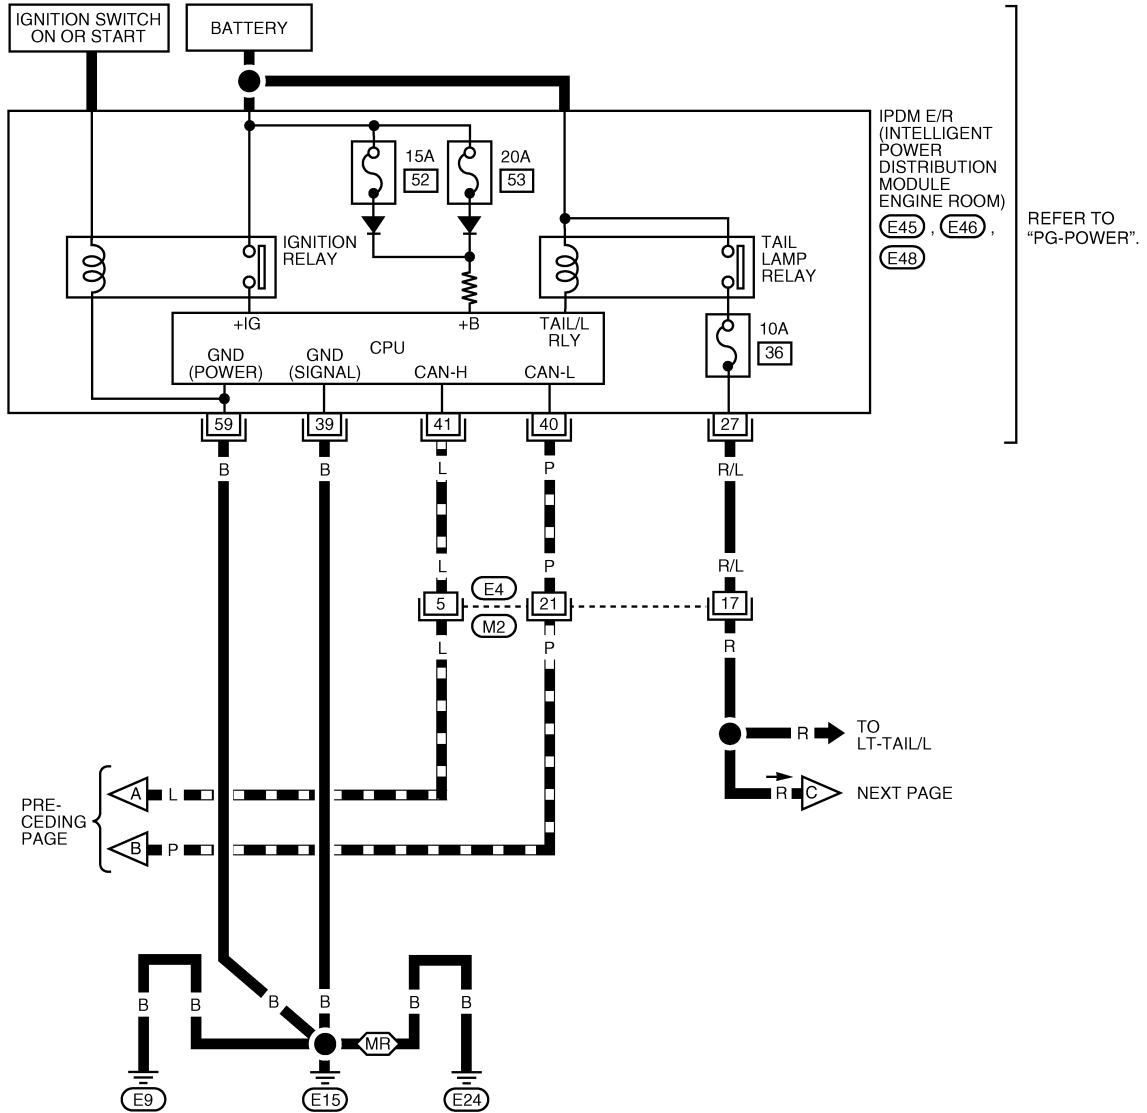 IGNITION SWITCH
ON OR START
BATTERY
IPDM E/R
(INTELLIGENT
POWER
DISTRIBUTION
MODULE
ENGINE ROOM)
E45 , E46 ,
E48
REFER TO
“PG-POWER”.
15A
52
20A
53
IGNITION
RELAY
TAIL
LAMP
RELAY
10A
36
+IG
+B
TAIL/L
RLY
CPU
GND
(POWER)
GND
(SIGNAL)
CAN-H
CAN-L
59
39
41
40
27
B
B
L
P
R/L
L
P
R/L
5
E4
M2
21
17
L
P
R
R
TO
LT-TAIL/L
R
C
NEXT PAGE
PRE-
CEDING
PAGE
A
L
B
P
B
B
B
B
B
B
MR
E9
E15
E24